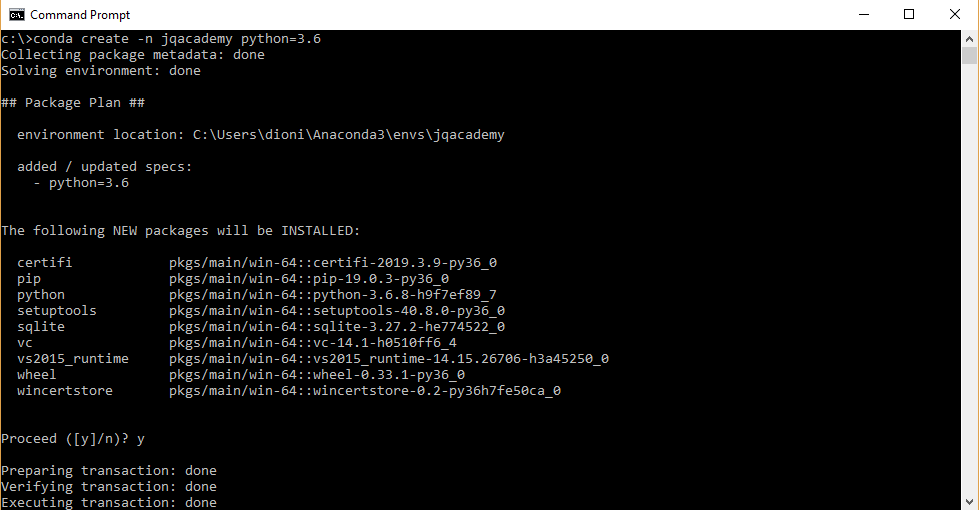 Command Prompt
c:\>conda create -n jqacademy python=3.6
Collecting package metadata: done
Solving environment: done
## Package Plan ##
environment location: C:\Users\dioni\Anaconda3\envs\jqacademy
added / updated specs:
- python=3.6
The following NEW packages will be INSTALLED:
certifi pkgs/main/win-64::certifi-2019.3.9-py36_0
pip pkgs/main/win-64::pip-19.0.3-py36_0
python pkgs/main/win-64::python-3.6.8-h9f7ef89_7
setuptools pkgs/main/win-64::setuptools-40.8.0-py36_0
sqlite pkgs/main/win-64::sqlite-3.27.2-he774522_0
vc pkgs/main/win-64::vc-14.1-h0510ff6_4
vs2015_runtime pkgs/main/win-64::vs2015_runtime-14.15.26706-h3a45250_0
wheel pkgs/main/win-64::wheel-0.33.1-py36_0
wincertstore pkgs/main/win-64::wincertstore-0.2-py36h7fe50ca_0
Proceed ([y]/n)? y
Preparing transaction: done
Verifying transaction: done
Executing transaction: done